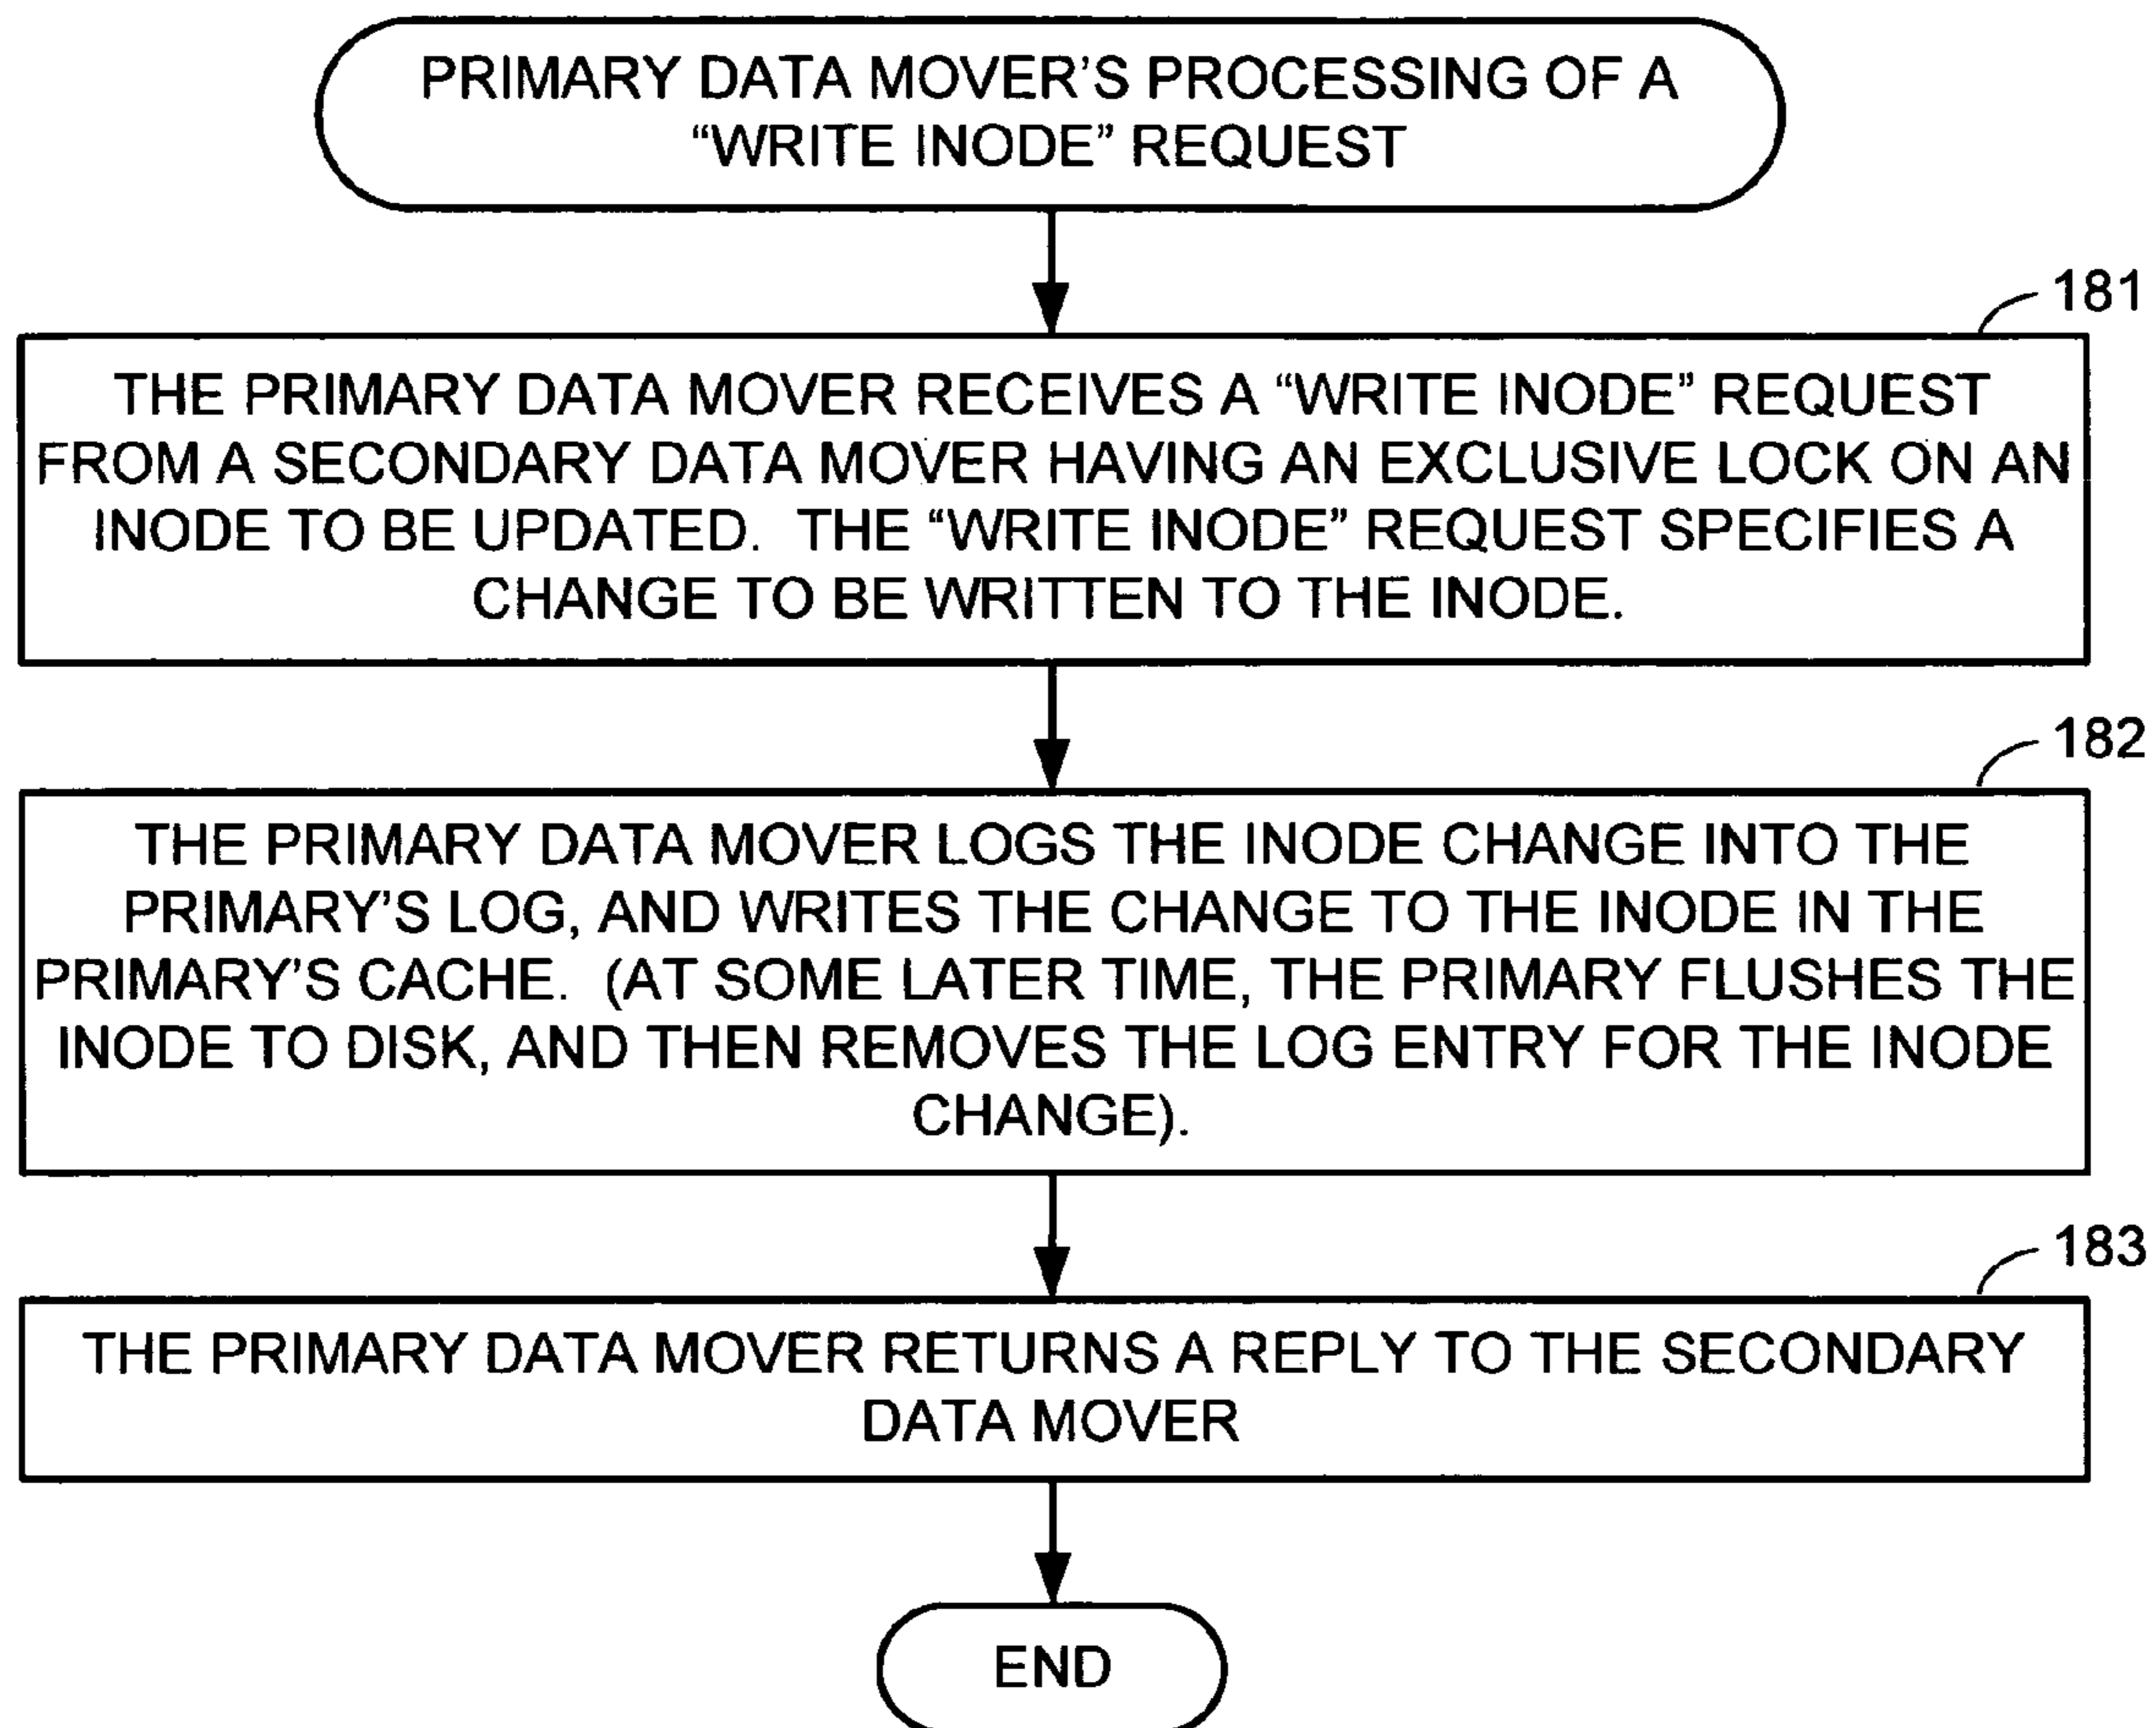 PRIMARY DATA MOVER’S PROCESSING OF A
“WRITE INODE” REQUEST
181
THE PRIMARY DATA MOVER RECEIVES A “WRITE INODE” REQUEST
FROM A SECONDARY DATA MOVER HAVING AN EXCLUSIVE LOCK ON AN
INODE TO BE UPDATED.  THE “WRITE INODE” REQUEST SPECIFIES A
CHANGE TO BE WRITTEN TO THE INODE.
182
THE PRIMARY DATA MOVER LOGS THE INODE CHANGE INTO THE
PRIMARY’S LOG, AND WRITES THE CHANGE TO THE INODE IN THE
PRIMARY’S CACHE.  (AT SOME LATER TIME, THE PRIMARY FLUSHES THE
INODE TO DISK, AND THEN REMOVES THE LOG ENTRY FOR THE INODE
CHANGE).
183
THE PRIMARY DATA MOVER RETURNS A REPLY TO THE SECONDARY
DATA MOVER
END